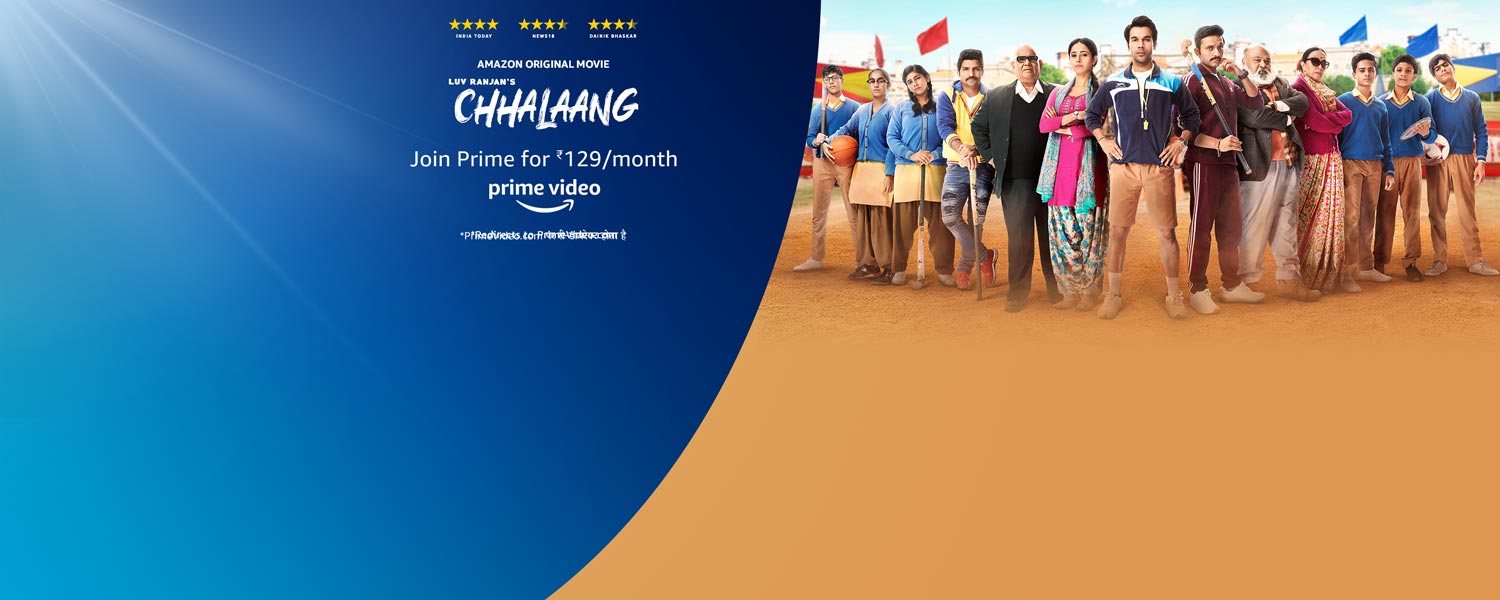 INDIA TODAY NEWS18 DAINIK BHASKAR
AMAZON ORIGINAL MOVIE
LUV RANJAN'S
CHHALAANG
Join Prime for ₹129/month
prime video